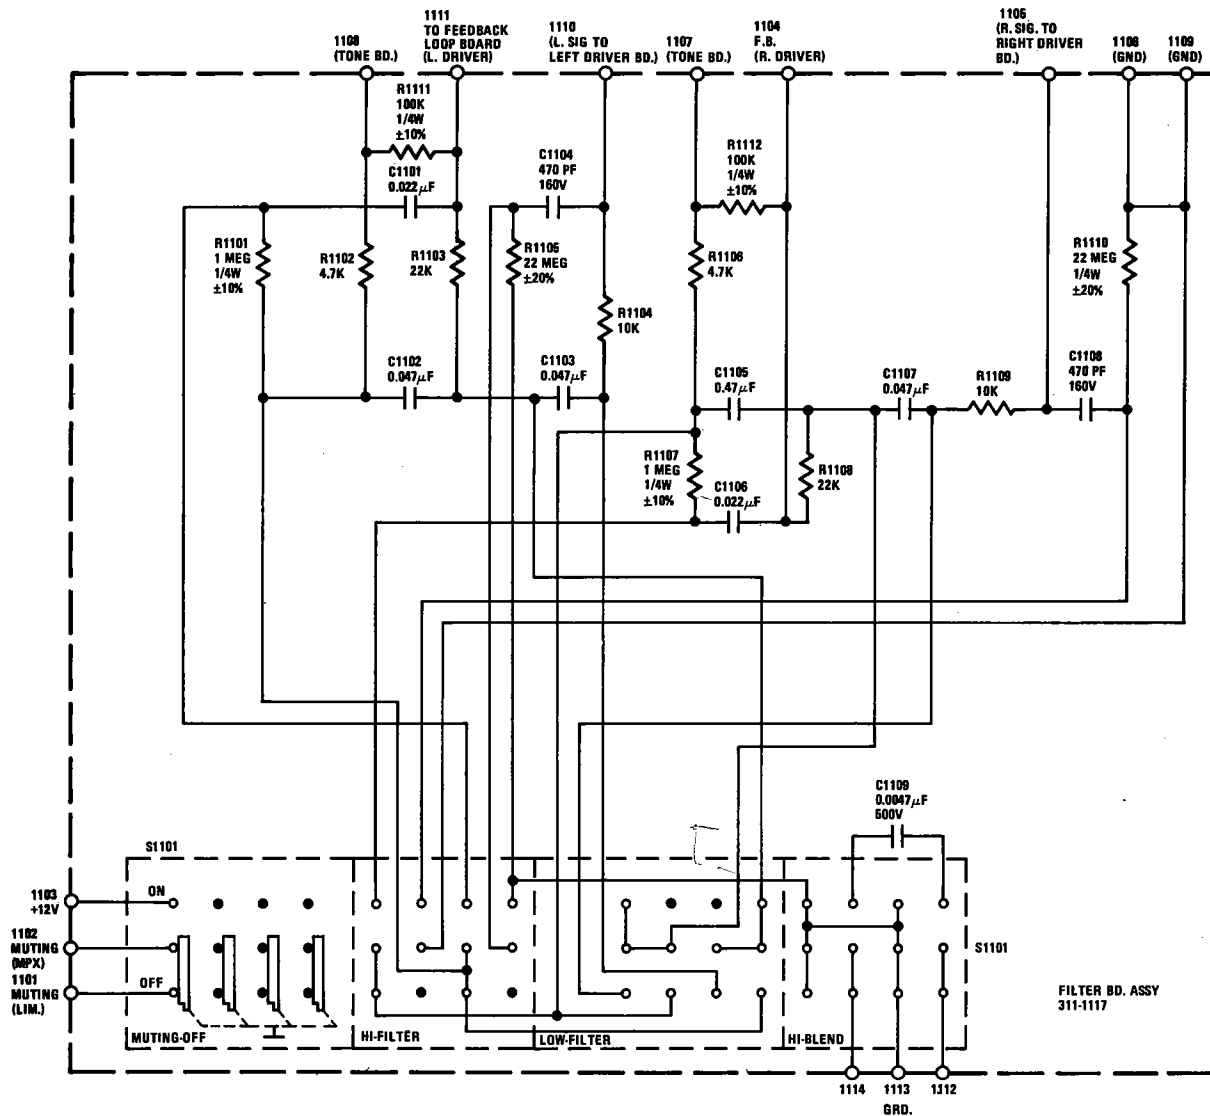 1108
(TONE BD.)
1111
TO FEEDBACK
LOOP BOARD
(L. DRIVER)
1110
(L. SIG TO
LEFT DRIVER BD.)
1107
(TONE BD.)
1104
F.B.
(R. DRIVER)
1105
(R. SIG. TO
RIGHT DRIVER
BD.)
1106
(GND)
1109
(GND)
R1111
100K
1/4W
±10%
C1101
0.022µF
C1104
470 PF
160V
R1112
100K
1/4W
±10%
R1101
1 MEG
1/4W
±10%
R1102
4.7K
R1103
22K
R1105
22 MEG
±20%
R1106
4.7K
R1110
22 MEG
1/4W
±20%
R1104
10K
C1102
0.047µF
C1103
0.047µF
C1105
0.47µF
C1107
0.047µF
R1109
10K
C1108
470 PF
160V
R1107
1 MEG
1/4W
±10%
C1106
0.022µF
R1108
22K
C1109
0.0047µF
500V
S1101
1103
+12V
ON
1102
MUTING
(MPX)
S1101
1101
MUTING
(LIM.)
OFF
FILTER BD. ASSY
311-1117
MUTING-OFF
HI-FILTER
LOW-FILTER
HI-BLEND
1114
1113
1112
GRD.